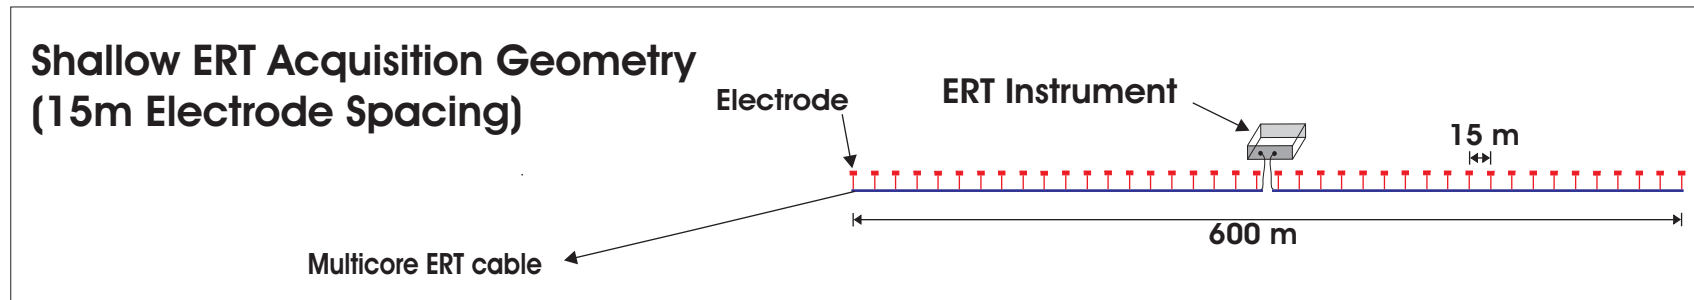 Shallow ERT Acquisition Geometry
(15m Electrode Spacing)
Electrode
ERT Instrument
15 m
600 m
Multicore ERT cable